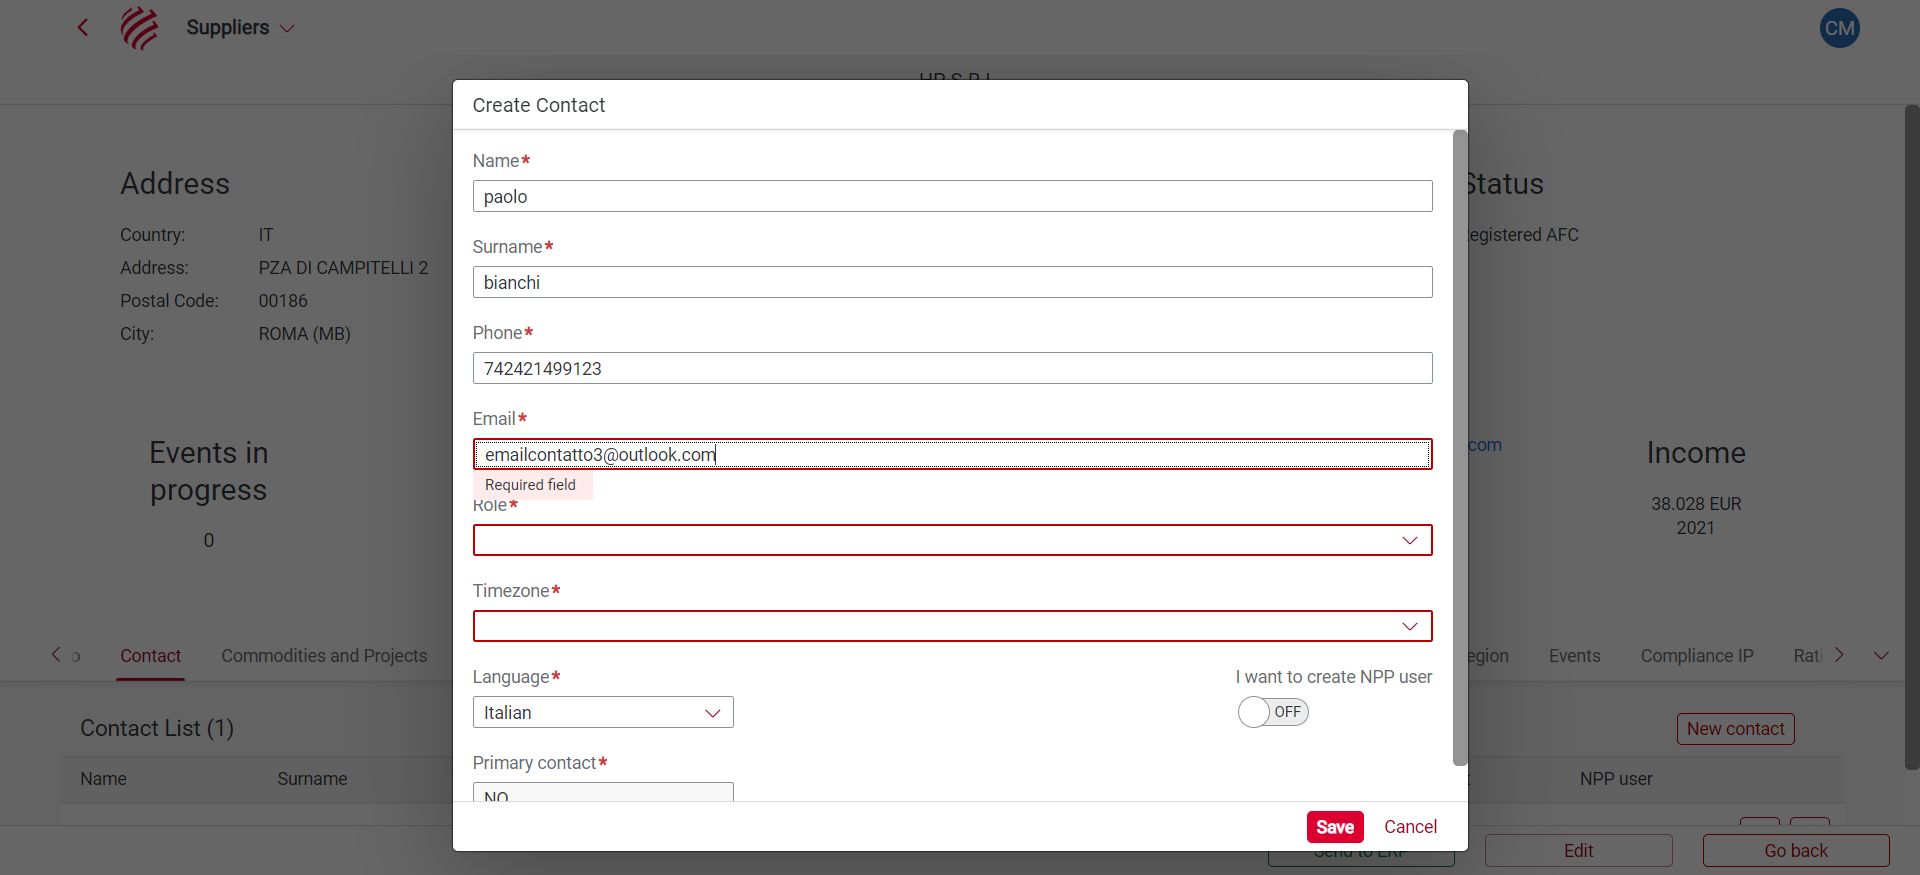 Suppliers
CM
Create Contact
Name*
paolo
Surname*
bianchi
Phone*
742421499123
Email*
emailcontatto3@outlook.com
Required field
Role*
Timezone*
Language*
Italian
I want to create NPP user
OFF
Primary contact*
NO
Save
Cancel
Address
Country: IT
Address: PZA DI CAMPITELLI 2
Postal Code: 00186
City: ROMA (MB)
Status
egistered AFC
Events in
progress
0
com
Income
38.028 EUR
2021
Contact
Commodities and Projects
egion
Events
Compliance IP
Rati
Contact List (1)
New contact
Name
Surname
NPP user
Send to ERP
Edit
Go back